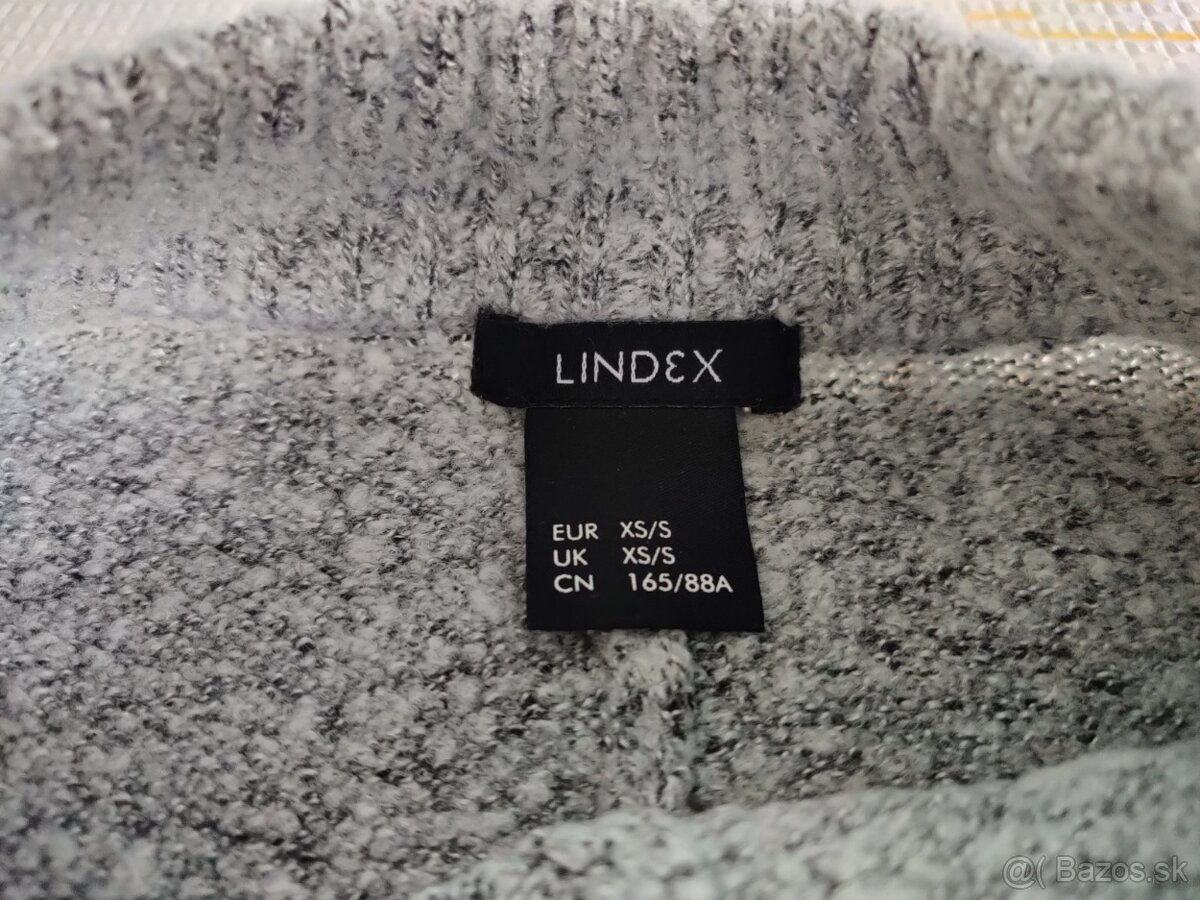 LINDEX
EUR XS/S
UK XS/S
CN 165/88A
@( Bazos.sk